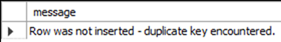 message
Row was not inserted - duplicate key encountered.